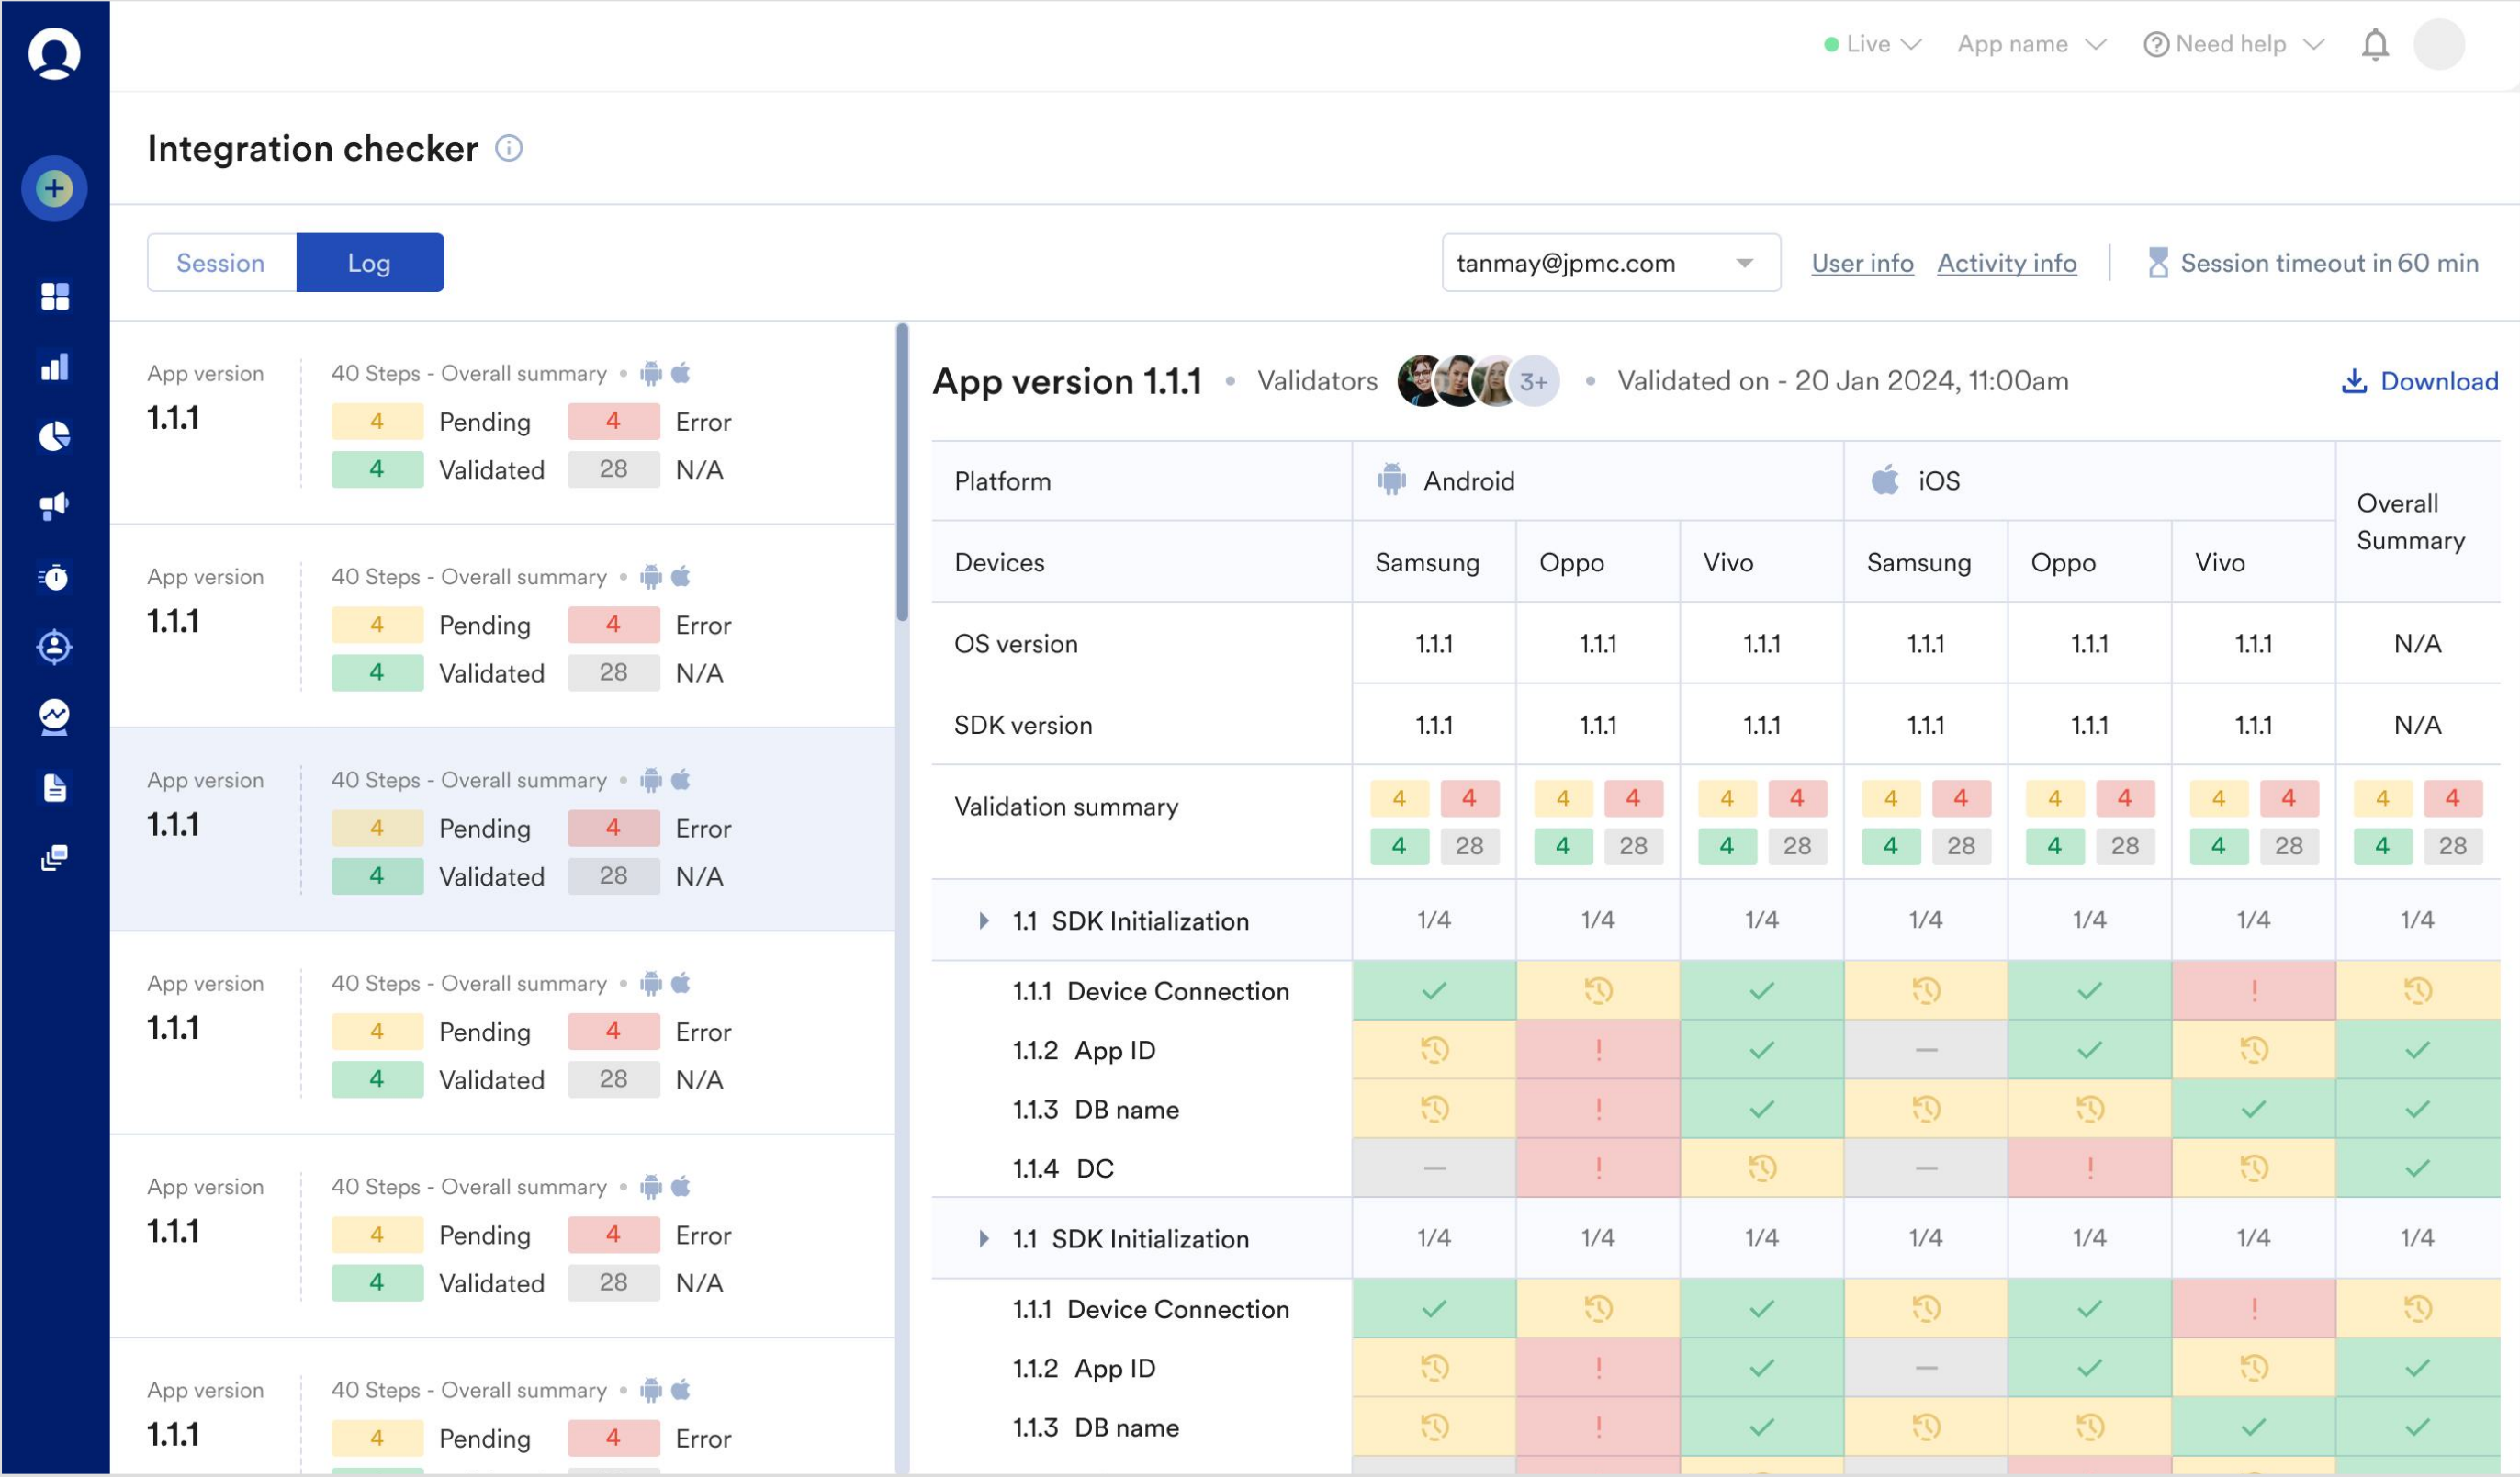 Live
App name
Need help
Integration checker
Session
Log
tanmay@jpmc.com
User info
Activity info
Session timeout in 60 min
App version
1.1.1
40 Steps - Overall summary
4 Pending 4 Error
4 Validated 28 N/A
App version
1.1.1
40 Steps - Overall summary
4 Pending 4 Error
4 Validated 28 N/A
App version
1.1.1
40 Steps - Overall summary
4 Pending 4 Error
4 Validated 28 N/A
App version
1.1.1
40 Steps - Overall summary
4 Pending 4 Error
4 Validated 28 N/A
App version
1.1.1
40 Steps - Overall summary
4 Pending 4 Error
4 Validated 28 N/A
App version
1.1.1
40 Steps - Overall summary
4 Pending 4 Error
App version 1.1.1 • Validators 3+ • Validated on - 20 Jan 2024, 11:00am
Download
Platform Android iOS Overall Summary
Devices Samsung Oppo Vivo Samsung Oppo Vivo
OS version 1.1.1 1.1.1 1.1.1 1.1.1 1.1.1 1.1.1 N/A
SDK version 1.1.1 1.1.1 1.1.1 1.1.1 1.1.1 1.1.1 N/A
Validation summary
4 4 4 4 4 4 4 4 4 4 4 4 4 4
4 28 4 28 4 28 4 28 4 28 4 28 4 28
1.1 SDK Initialization 1/4 1/4 1/4 1/4 1/4 1/4 1/4
1.1.1 Device Connection
1.1.2 App ID
1.1.3 DB name
1.1.4 DC
1.1 SDK Initialization 1/4 1/4 1/4 1/4 1/4 1/4 1/4
1.1.1 Device Connection
1.1.2 App ID
1.1.3 DB name